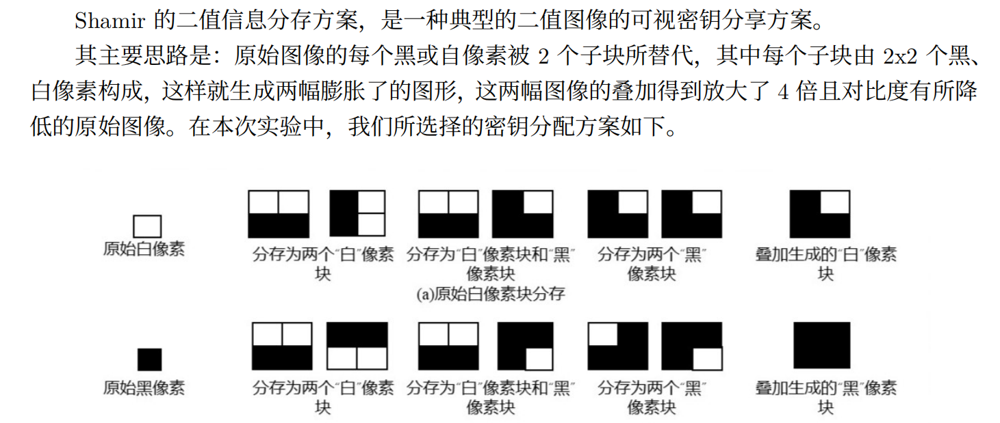 Shamir 的二值信息分存方案，是一种典型的二值图像的可视密钥分享方案。
其主要思路是：原始图像的每个黑或自像素被 2 个子块所替代，其中每个子块由 2x2 个黑、
白像素构成，这样就生成两幅膨胀了的图形，这两幅图像的叠加得到放大了 4 倍且对比度有所降
低的原始图像。在本次实验中，我们所选择的密钥分配方案如下。
原始白像素
分存为两个“白”像素
块
分存为“白”像素块和“黑”
像素块
分存为两个“黑”
像素块
叠加生成的“白”像素
块
(a)原始白像素块分存
原始黑像素
分存为两个“白”像素
块
分存为“白”像素块和“黑”
像素块
分存为两个“黑”
像素块
叠加生成的“黑”像素
块